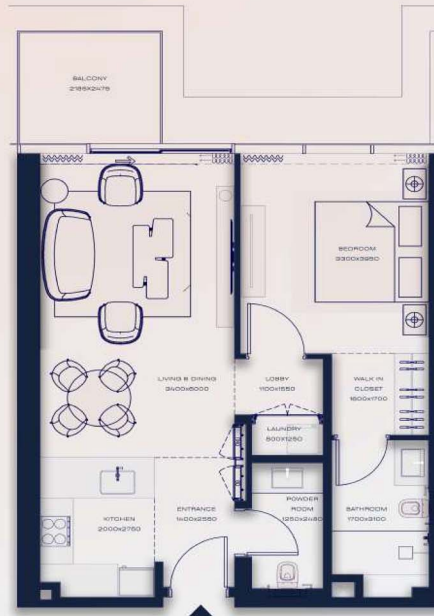 BALCONY
2185X2475
BEDROOM
3300X3950
LIVING & DINING
3400X6000
LOBBY
1100X1550
WALK IN
CLOSET
1600X1700
LAUNDRY
800X1250
KITCHEN
2000X2750
ENTRANCE
1400X2550
POWDER
ROOM
1250X2480
BATHROOM
1700X3100